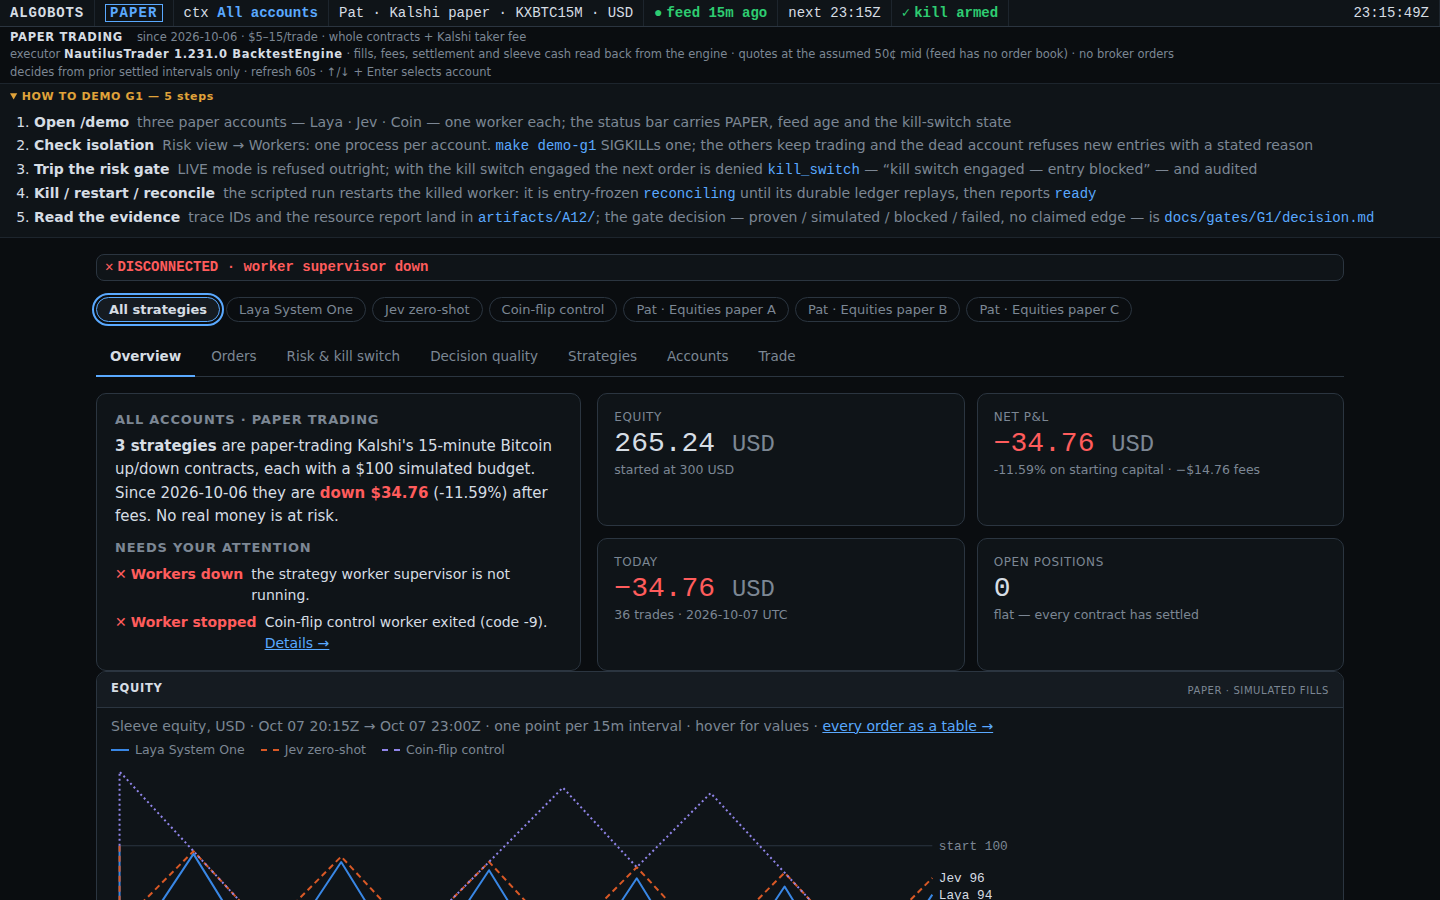 ALGOBOTS PAPER ctx All accounts Pat · Kalshi paper · KXBTC15M · USD ● feed 15m ago next 23:15Z ✓ kill armed 23:15:49Z
PAPER TRADING since 2026-10-06 · $5–15/trade · whole contracts + Kalshi taker fee
executor NautilusTrader 1.231.0 BacktestEngine · fills, fees, settlement and sleeve cash read back from the engine · quotes at the assumed 50¢ mid (feed has no order book) · no broker orders
decides from prior settled intervals only · refresh 60s · ↑/↓ + Enter selects account
▾ HOW TO DEMO G1 — 5 steps
1. Open /demo three paper accounts — Laya · Jev · Coin — one worker each; the status bar carries PAPER, feed age and the kill-switch state
2. Check isolation Risk view → Workers: one process per account. make demo-g1 SIGKILLs one; the others keep trading and the dead account refuses new entries with a stated reason
3. Trip the risk gate LIVE mode is refused outright; with the kill switch engaged the next order is denied kill_switch — “kill switch engaged — entry blocked” — and audited
4. Kill / restart / reconcile the scripted run restarts the killed worker: it is entry-frozen reconciling until its durable ledger replays, then reports ready
5. Read the evidence trace IDs and the resource report land in artifacts/A12/; the gate decision — proven / simulated / blocked / failed, no claimed edge — is docs/gates/G1/decision.md
✕ DISCONNECTED · worker supervisor down
All strategies Laya System One Jev zero-shot Coin-flip control Pat · Equities paper A Pat · Equities paper B Pat · Equities paper C
Overview Orders Risk & kill switch Decision quality Strategies Accounts Trade
ALL ACCOUNTS · PAPER TRADING
3 strategies are paper-trading Kalshi's 15-minute Bitcoin
up/down contracts, each with a $100 simulated budget.
Since 2026-10-06 they are down $34.76 (-11.59%) after
fees. No real money is at risk.
NEEDS YOUR ATTENTION
✕ Workers down the strategy worker supervisor is not
running.
✕ Worker stopped Coin-flip control worker exited (code -9).
Details →
EQUITY
265.24 USD
started at 300 USD
NET P&L
−34.76 USD
-11.59% on starting capital · −$14.76 fees
TODAY
−34.76 USD
36 trades · 2026-10-07 UTC
OPEN POSITIONS
0
flat — every contract has settled
EQUITY PAPER · SIMULATED FILLS
Sleeve equity, USD · Oct 07 20:15Z → Oct 07 23:00Z · one point per 15m interval · hover for values · every order as a table →
Laya System One Jev zero-shot Coin-flip control
start 100
Jev 96
Laya 94